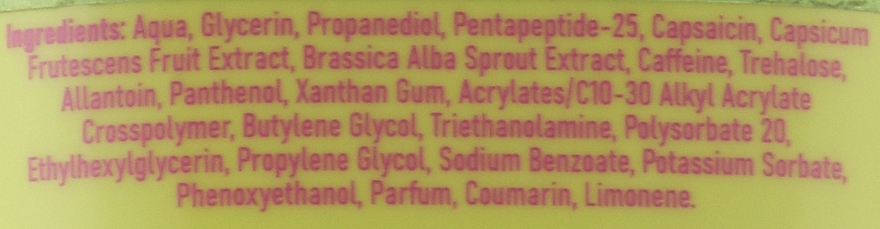 Ingredients: Aqua, Glycerin, Propanediol, Pentapeptide-25, Capsaicin, Capsicum
Frutescens Fruit Extract, Brassica Alba Sprout Extract, Caffeine, Trehalose,
Allantoin, Panthenol, Xanthan Gum, Acrylates/C10-30 Alkyl Acrylate
Crosspolymer, Butylene Glycol, Triethanolamine, Polysorbate 20,
Ethylhexylglycerin, Propylene Glycol, Sodium Benzoate, Potassium Sorbate,
Phenoxyethanol, Parfum, Coumarin, Limonene.